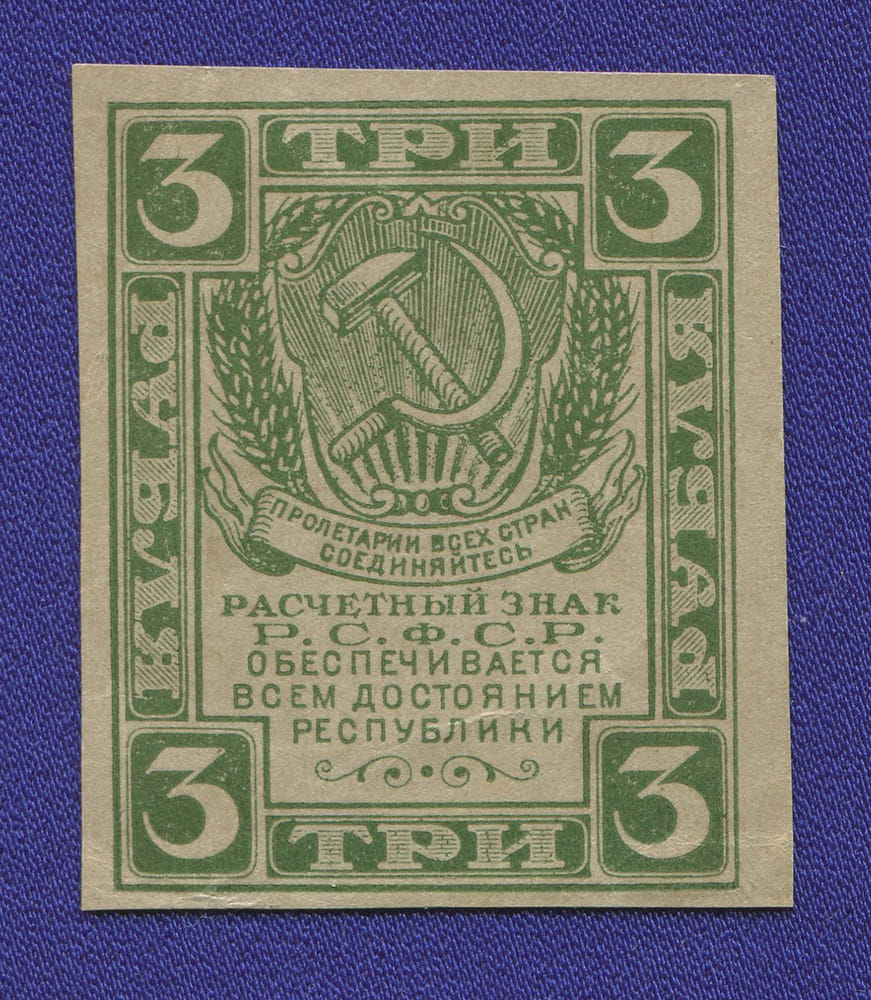 3 ТРИ 3
РУБЛЯ
РУБЛЯ
ПРОЛЕТАРИИ ВСЕХ СТРАН
СОЕДИНЯЙТЕСЬ
РАСЧЕТНЫЙ ЗНАК
Р.С.Ф.С.Р.
ОБЕСПЕЧИВАЕТСЯ
ВСЕМ ДОСТОЯНИЕМ
РЕСПУБЛИКИ
3 ТРИ 3